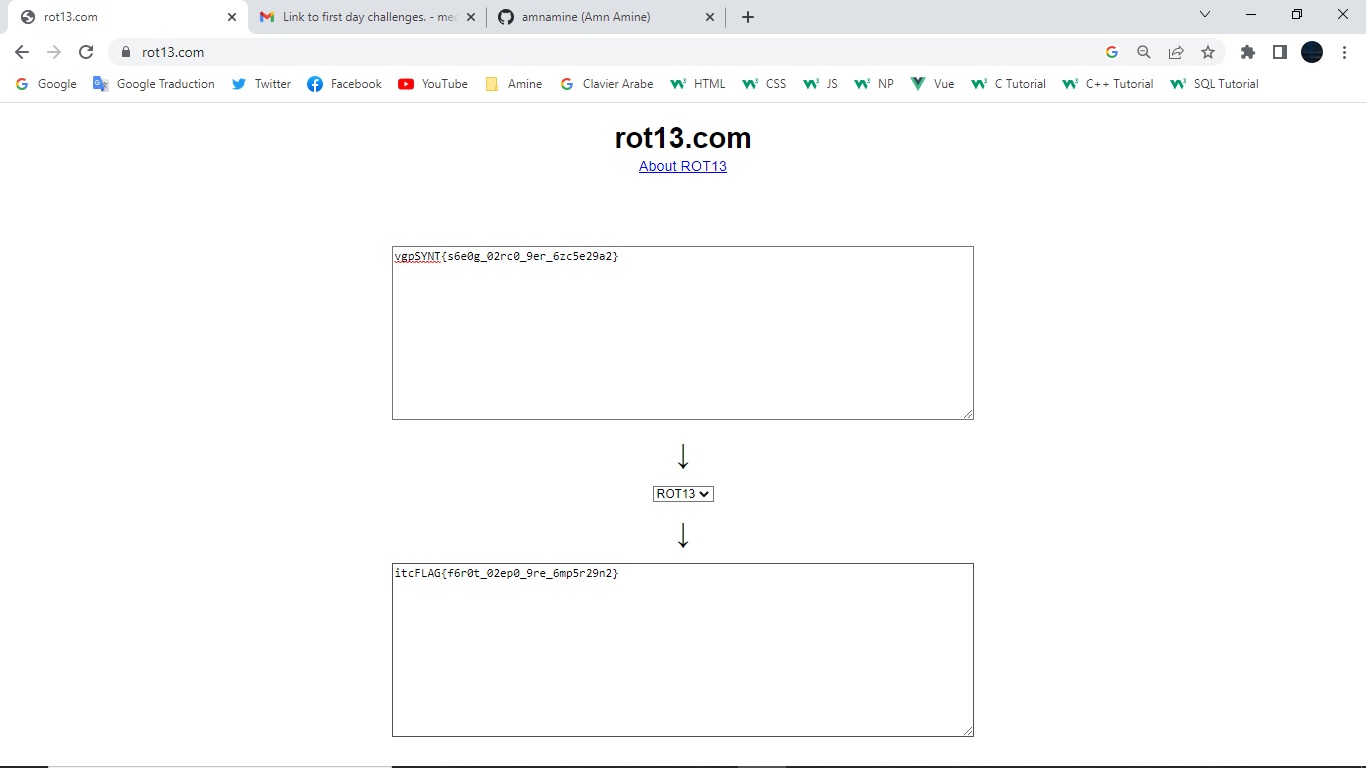 rot13.com
Link to first day challenges. - med
amnamine (Amn Amine)
rot13.com
Google
Google Traduction
Twitter
Facebook
YouTube
Amine
Clavier Arabe
HTML
CSS
JS
NP
Vue
C Tutorial
C++ Tutorial
SQL Tutorial
rot13.com
About ROT13
vgpSYNT{s6e0g_02rc0_9er_6zc5e29a2}
↓
ROT13
↓
itcFLAG{f6r0t_02ep0_9re_6mp5r29n2}